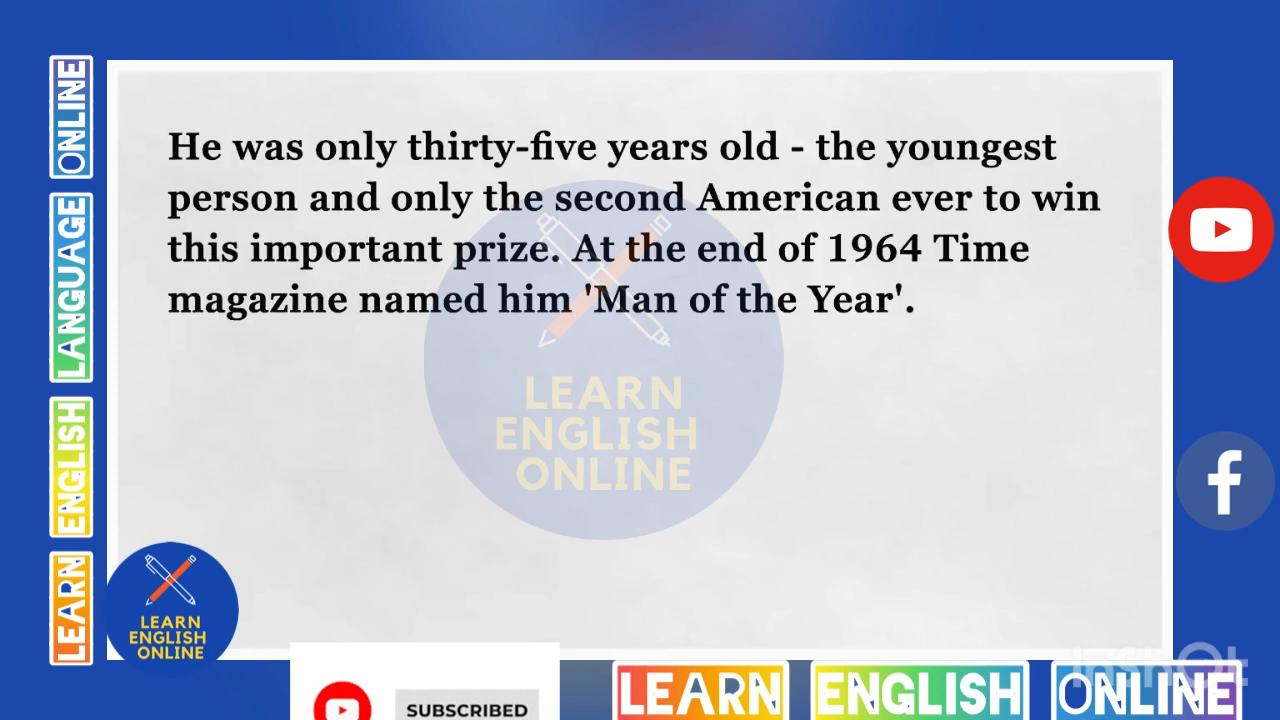 He was only thirty-five years old - the youngest
person and only the second American ever to win
this important prize. At the end of 1964 Time
magazine named him 'Man of the Year'.
LEARN
ENGLISH
ONLINE
LEARN ENGLISH LANGUAGE ONLINE
LEARN
ENGLISH
ONLINE
SUBSCRIBED
LEARN ENGLISH ONLINE
InShOt